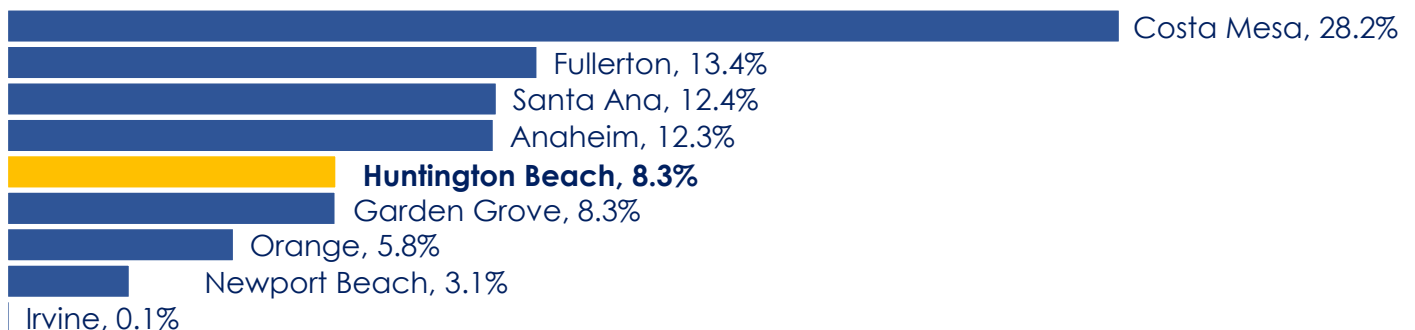 Costa Mesa, 28.2%
Fullerton, 13.4%
Santa Ana, 12.4%
Anaheim, 12.3%
Huntington Beach, 8.3%
Garden Grove, 8.3%
Orange, 5.8%
Newport Beach, 3.1%
Irvine, 0.1%